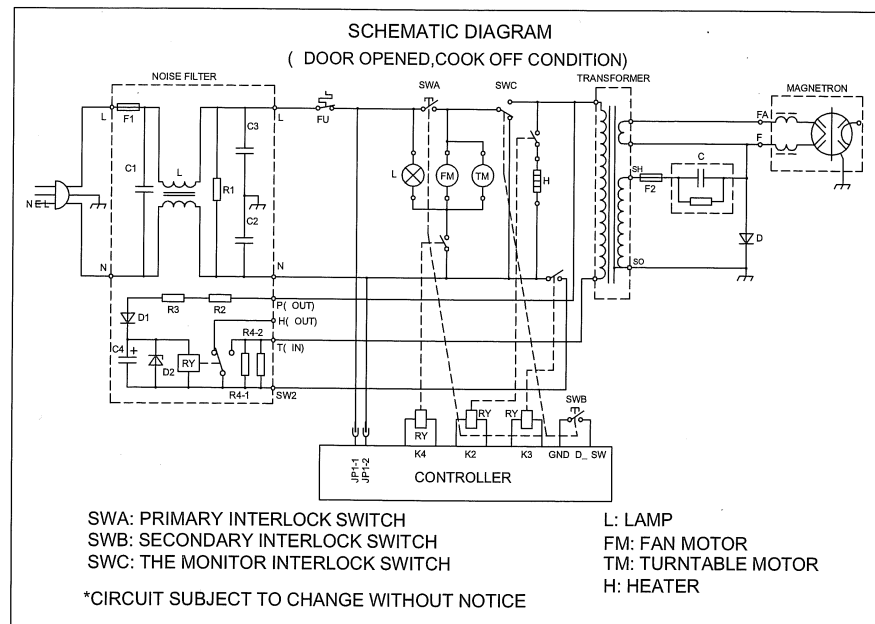 SCHEMATIC DIAGRAM
( DOOR OPENED,COOK OFF CONDITION)
NOISE FILTER
SWA
SWC
TRANSFORMER
MAGNETRON
L
F1
L
FU
FA
F
C3
C1
L
R1
L
FM
TM
H
SH
F2
C
N E L
C2
D
N
N
SO
R3
R2
P( OUT)
D1
H( OUT)
R4-2
T( IN)
C4
+
D2
RY
R4-1
SW2
SWB
RY
RY
RY
JP1-1
JP1-2
K4
K2
K3
GND
D_ SW
CONTROLLER
SWA: PRIMARY INTERLOCK SWITCH
L: LAMP
SWB: SECONDARY INTERLOCK SWITCH
FM: FAN MOTOR
SWC: THE MONITOR INTERLOCK SWITCH
TM: TURNTABLE MOTOR
H: HEATER
*CIRCUIT SUBJECT TO CHANGE WITHOUT NOTICE